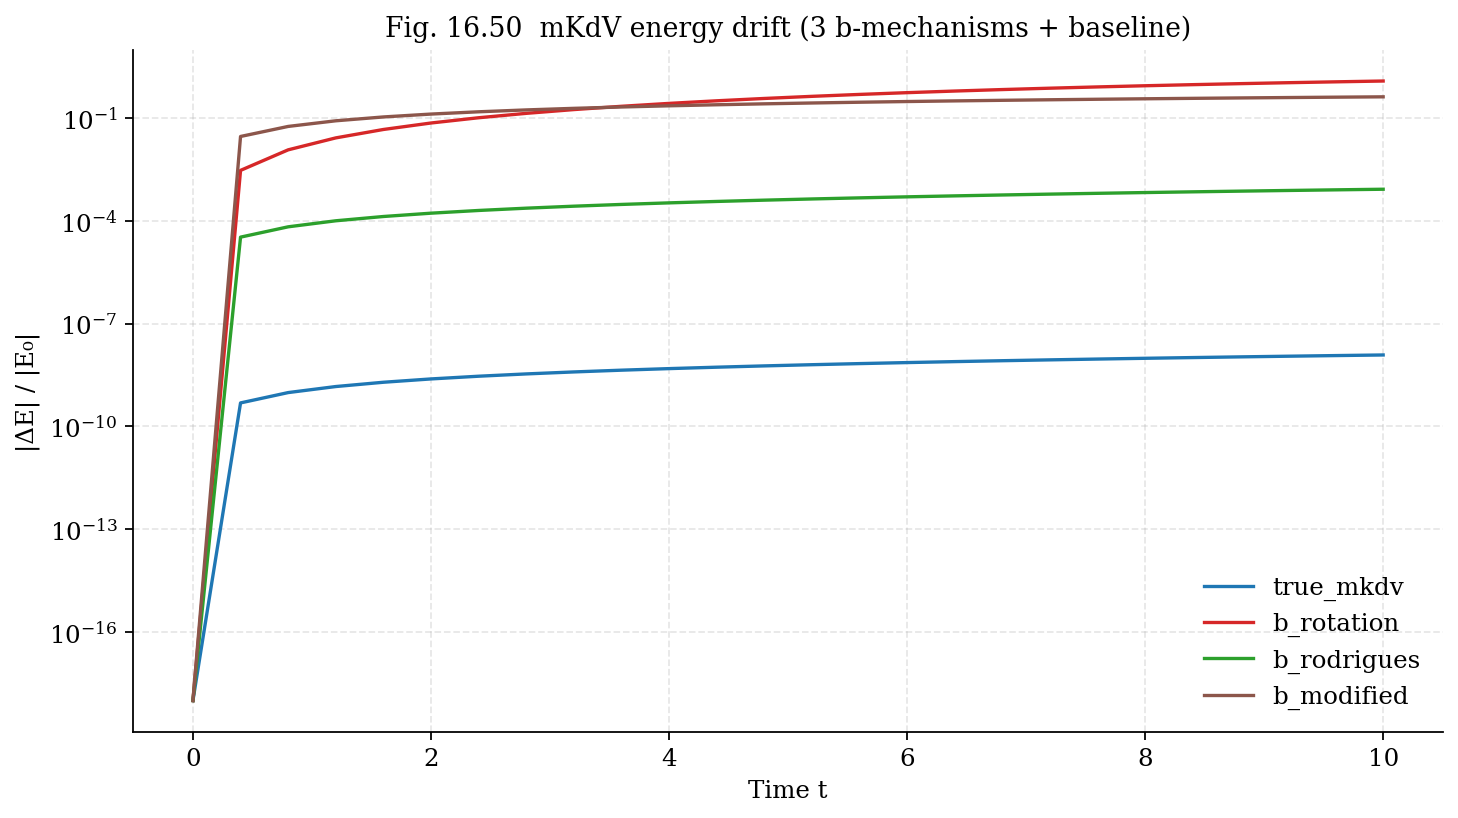 Fig. 16.50  mKdV energy drift (3 b-mechanisms + baseline)
|ΔE| / |E₀|
10⁻¹
10⁻⁴
10⁻⁷
10⁻¹⁰
10⁻¹³
10⁻¹⁶
true_mkdv
b_rotation
b_rodrigues
b_modified
0 2 4 6 8 10
Time t